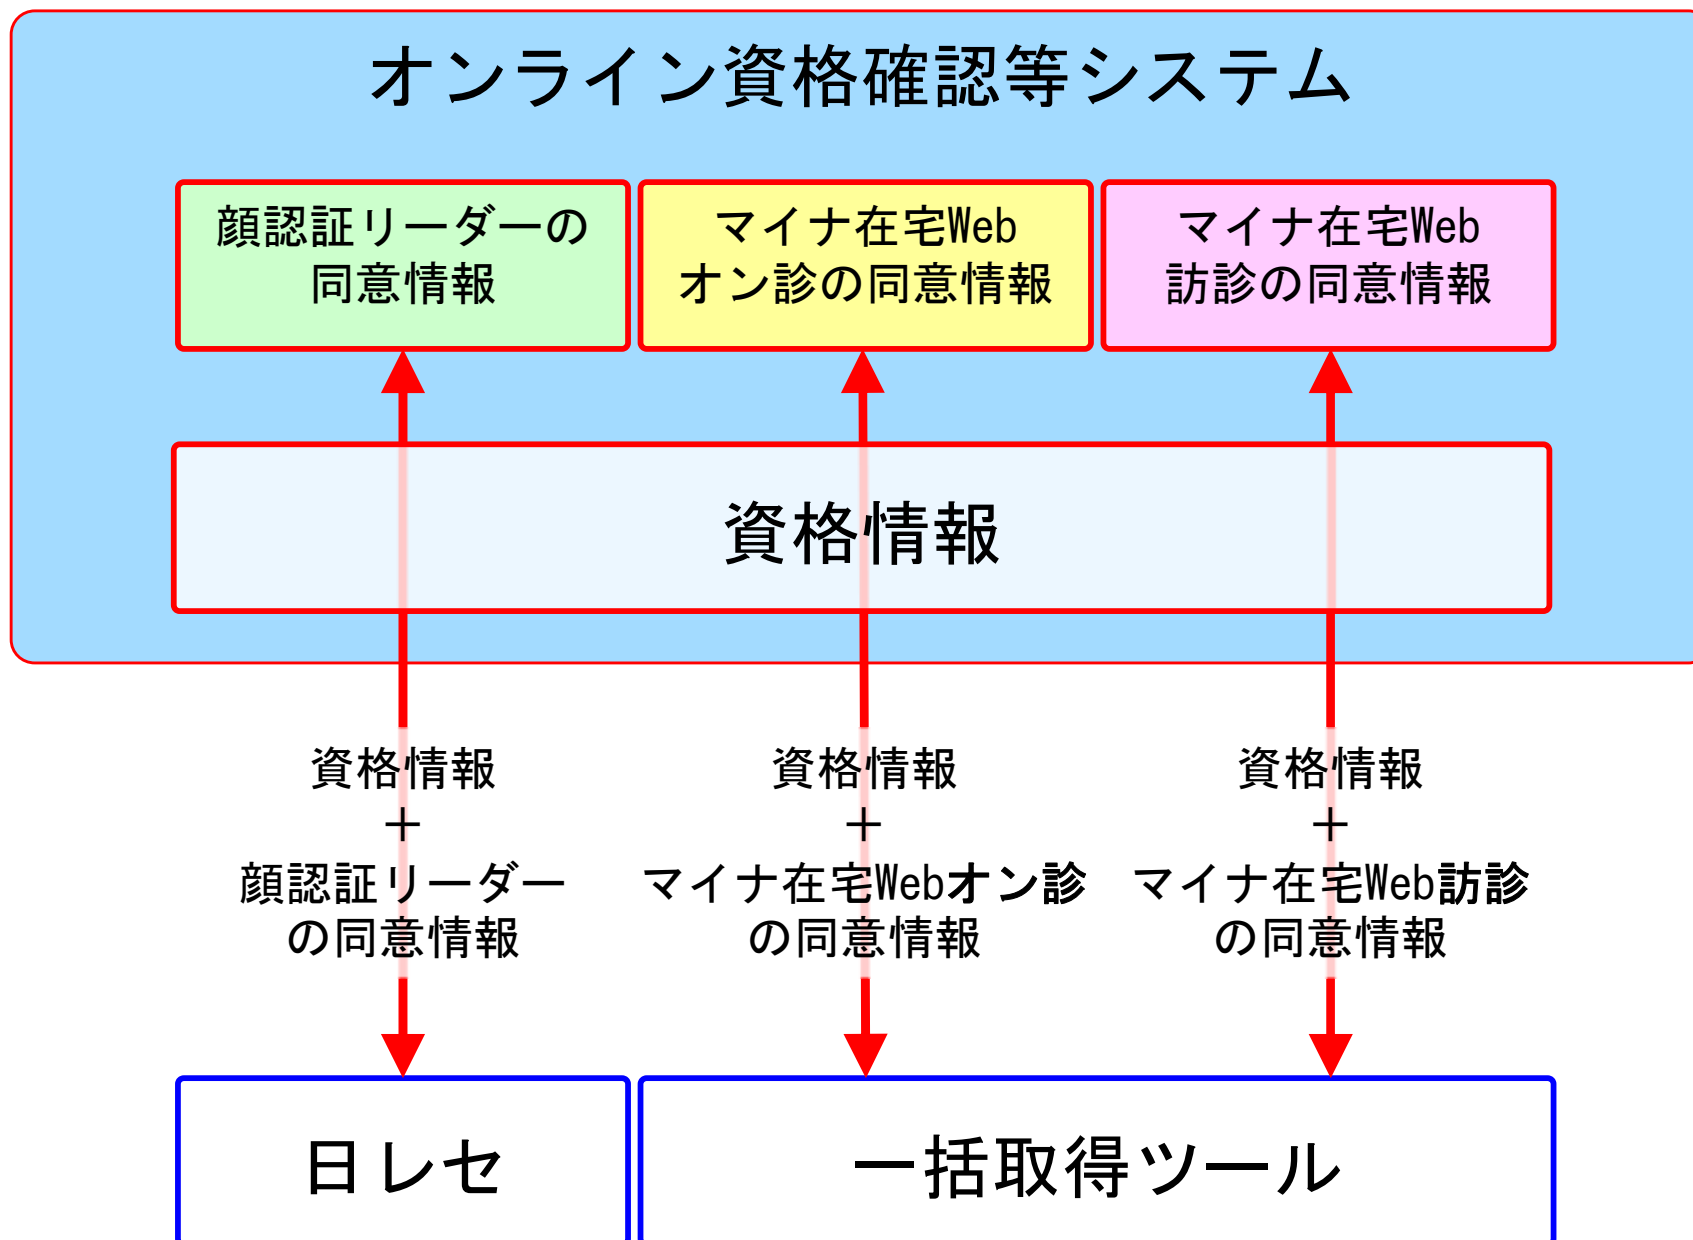 オンライン資格確認等システム
顔認証リーダーの
同意情報
マイナ在宅Web
オン診の同意情報
マイナ在宅Web
訪診の同意情報
資格情報
資格情報
＋
顔認証リーダー
の同意情報
資格情報
＋
マイナ在宅Webオン診
の同意情報
資格情報
＋
マイナ在宅Web訪診
の同意情報
日レセ
一括取得ツール